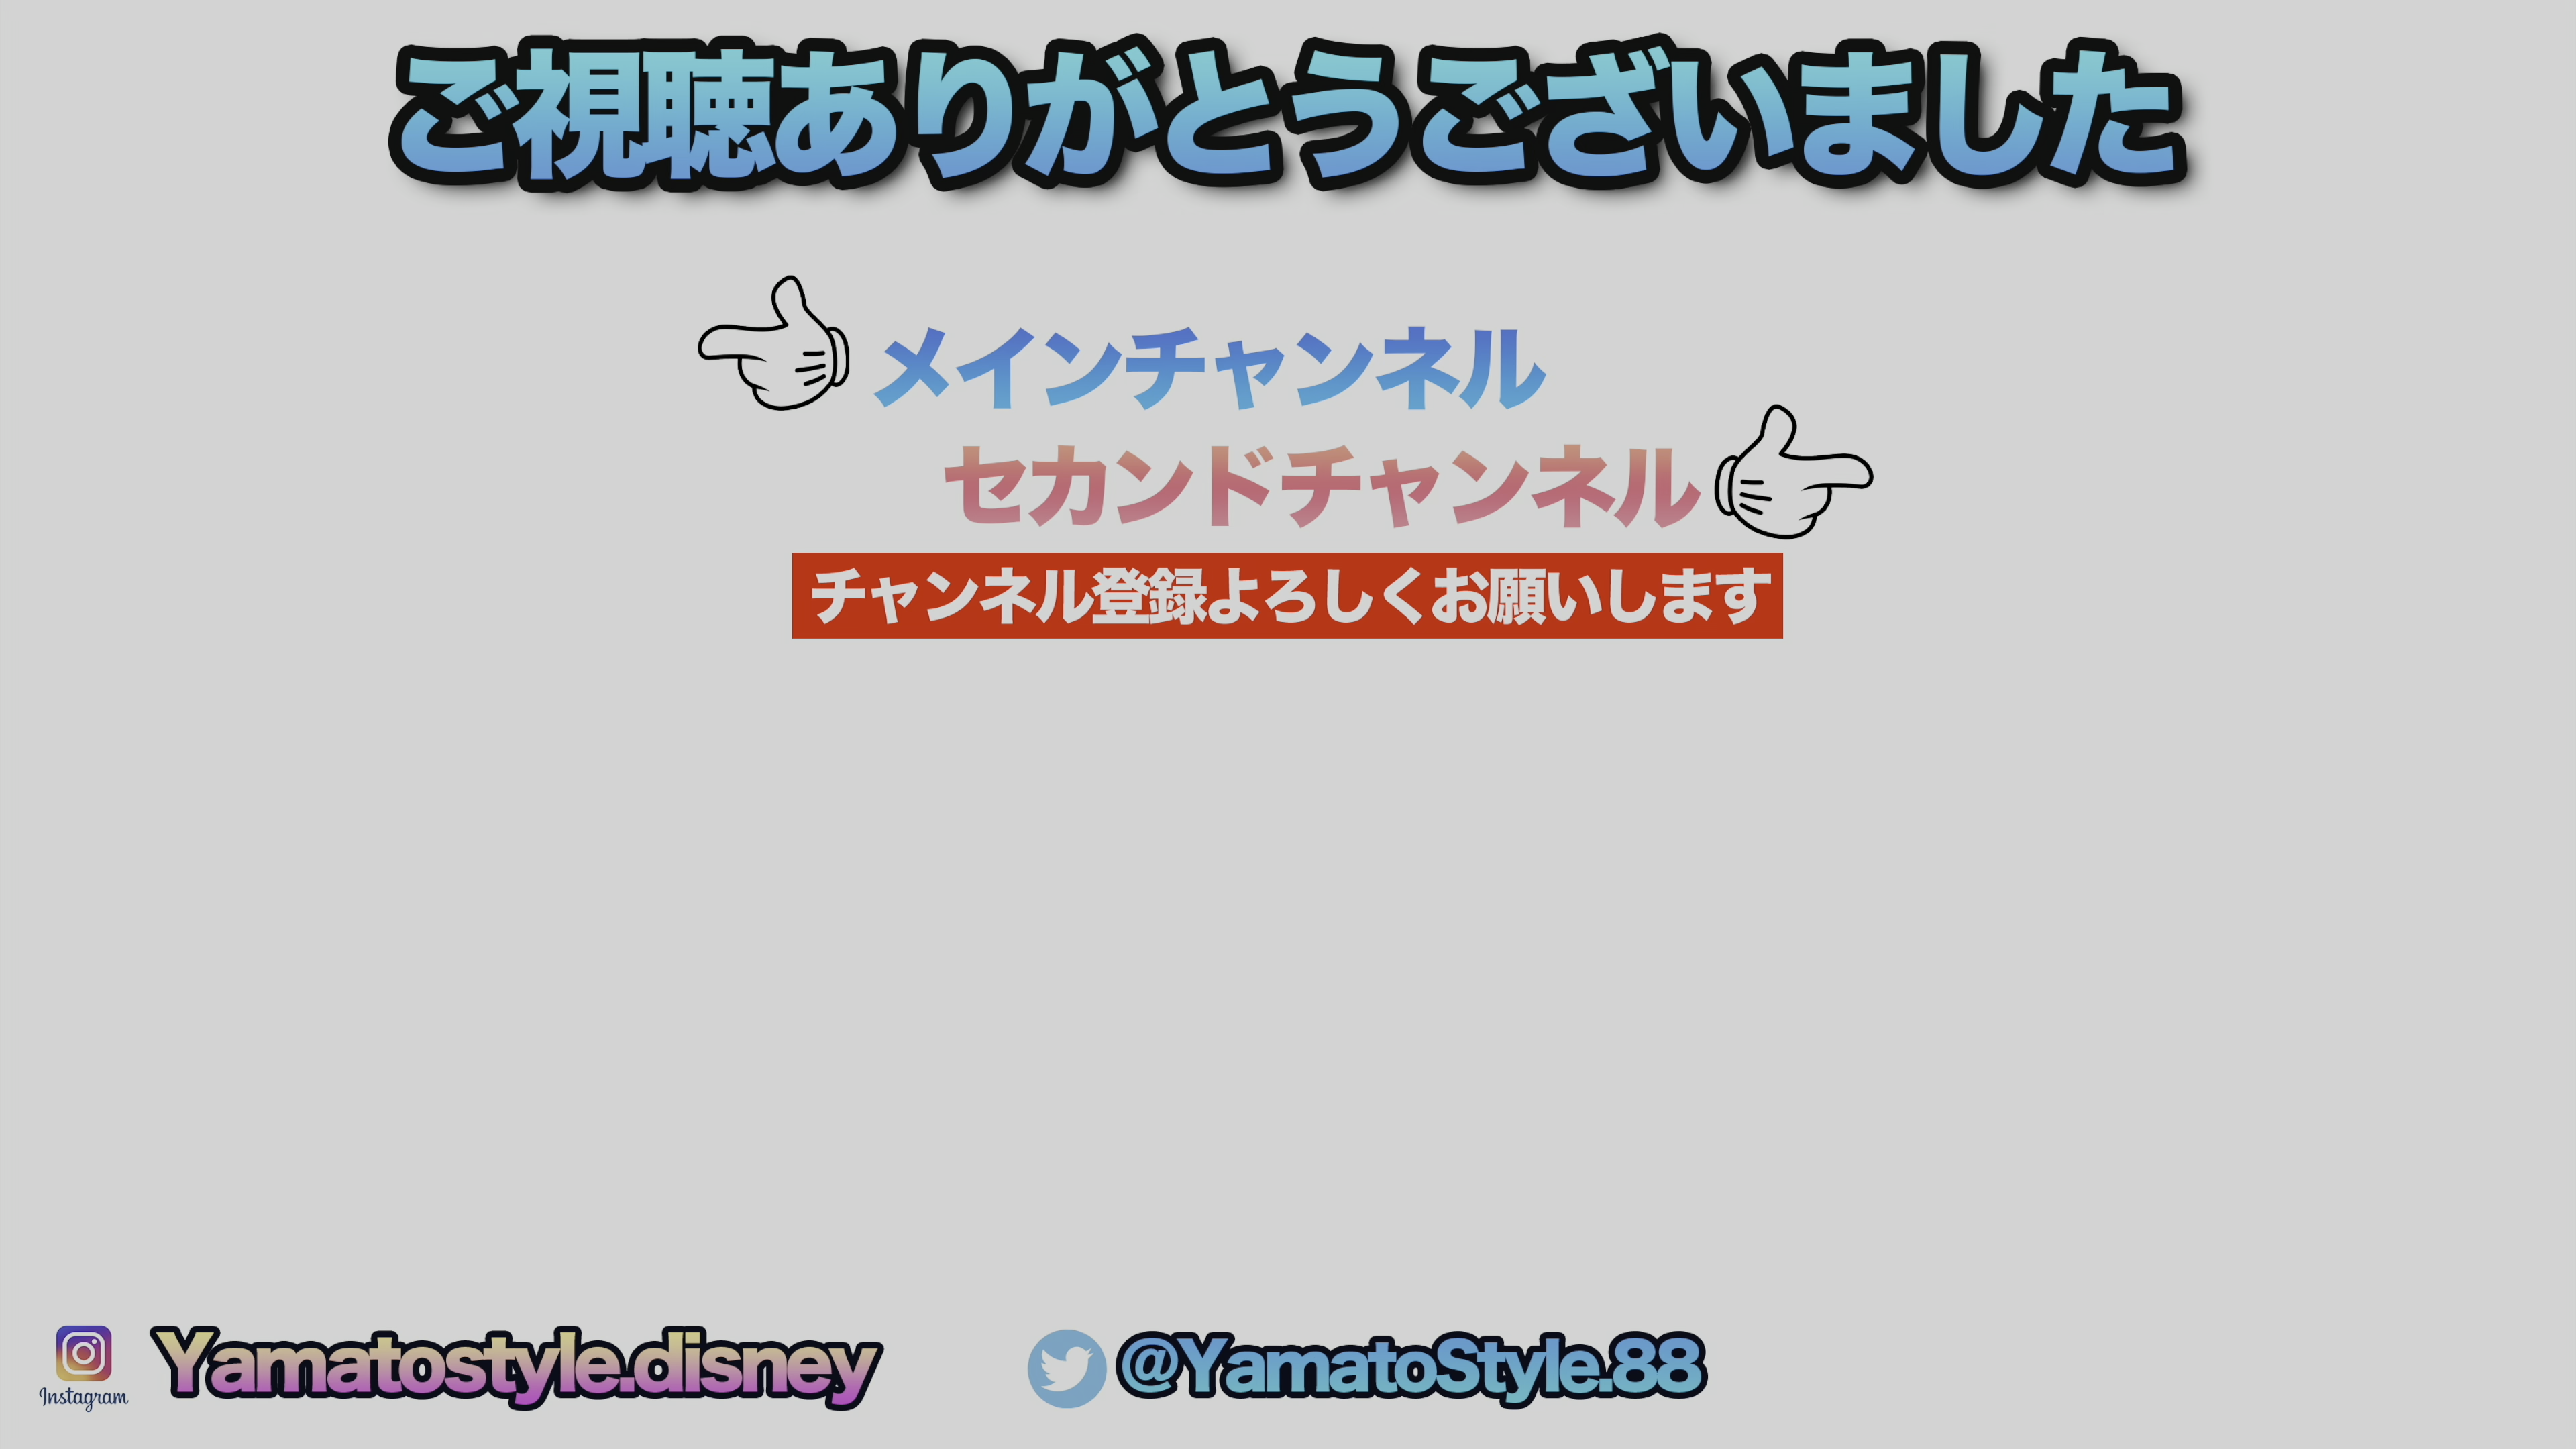 ご視聴ありがとうございました
メインチャンネル
セカンドチャンネル
チャンネル登録よろしくお願いします
Instagram
Yamatostyle.disney
@YamatoStyle.88